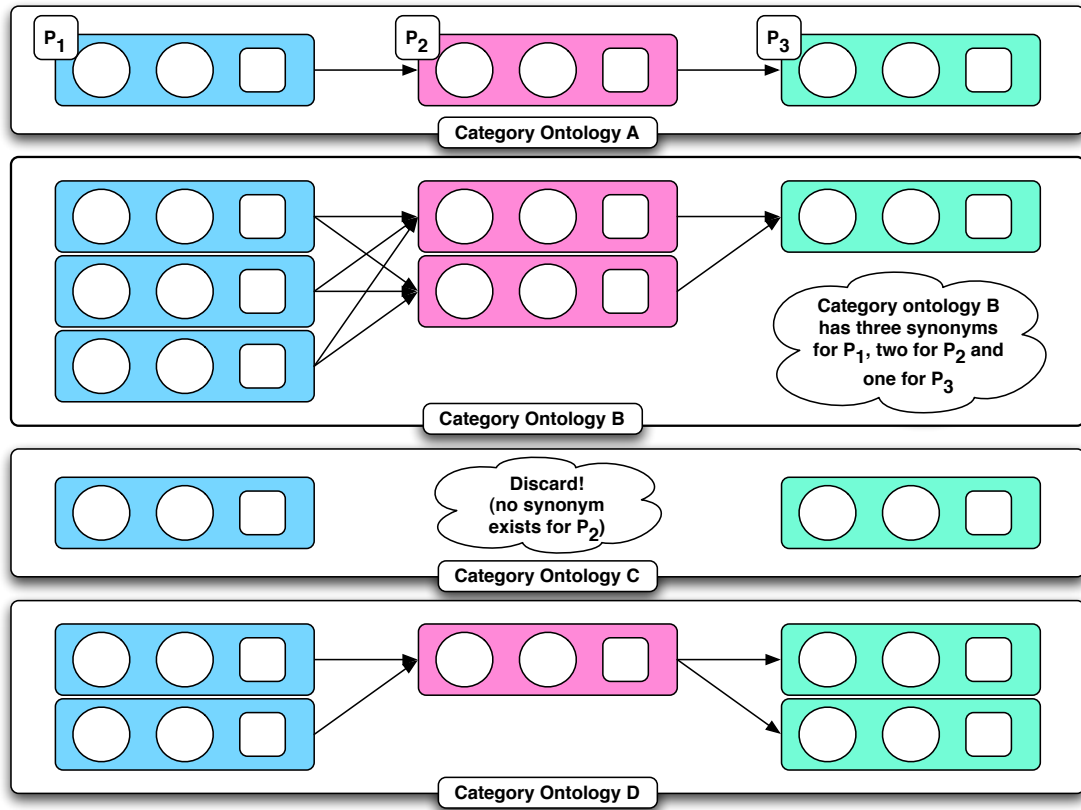 P1
P2
P3
Category Ontology A
Category ontology B
has three synonyms
for P1, two for P2 and
one for P3
Category Ontology B
Discard!
(no synonym
exists for P2)
Category Ontology C
Category Ontology D